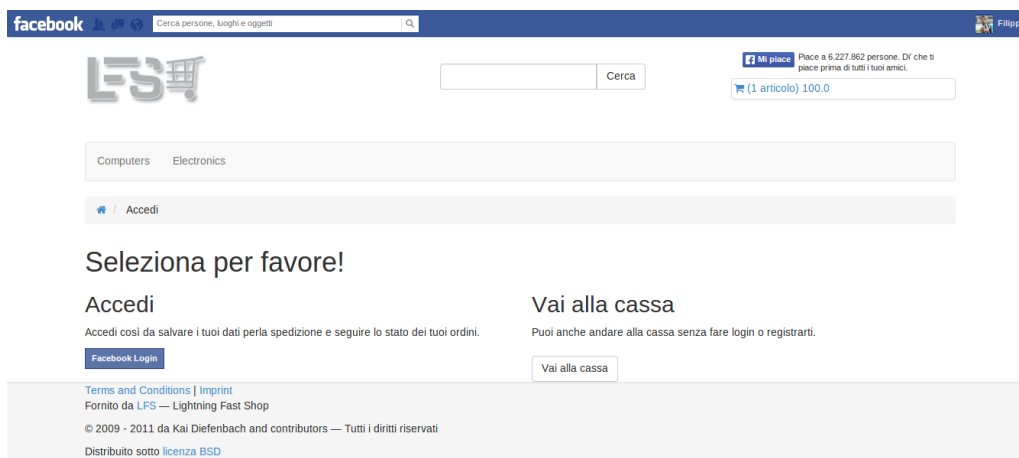 facebook
Cerca persone, luoghi e oggetti
Filipp
LFS
Cerca
Mi piace
Piace a 6.227.862 persone. Di' che ti
piace prima di tutti i tuoi amici.
(1 articolo) 100.0
Computers Electronics
/ Accedi
Seleziona per favore!
Accedi
Accedi così da salvare i tuoi dati perla spedizione e seguire lo stato dei tuoi ordini.
Facebook Login
Vai alla cassa
Puoi anche andare alla cassa senza fare login o registrarti.
Vai alla cassa
Terms and Conditions | Imprint
Fornito da LFS — Lightning Fast Shop
© 2009 - 2011 da Kai Diefenbach and contributors — Tutti i diritti riservati
Distribuito sotto licenza BSD